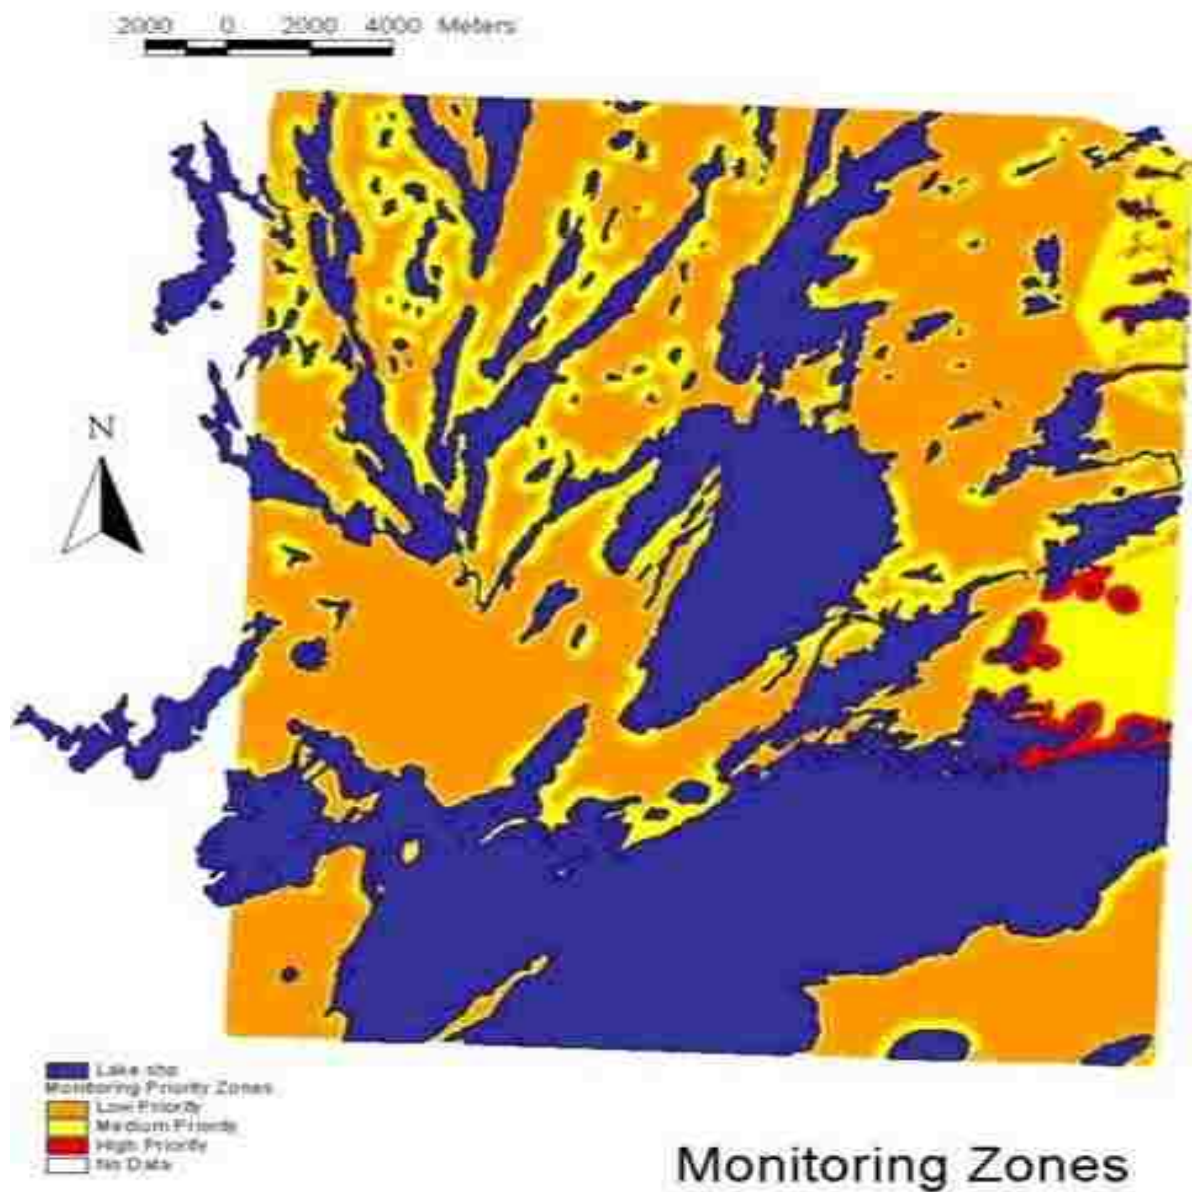 2000 0 2000 4000 Meters
N
Lake.shp
Monitoring Priority Zones
Low Priority
Medium Priority
High Priority
No Data
Monitoring Zones